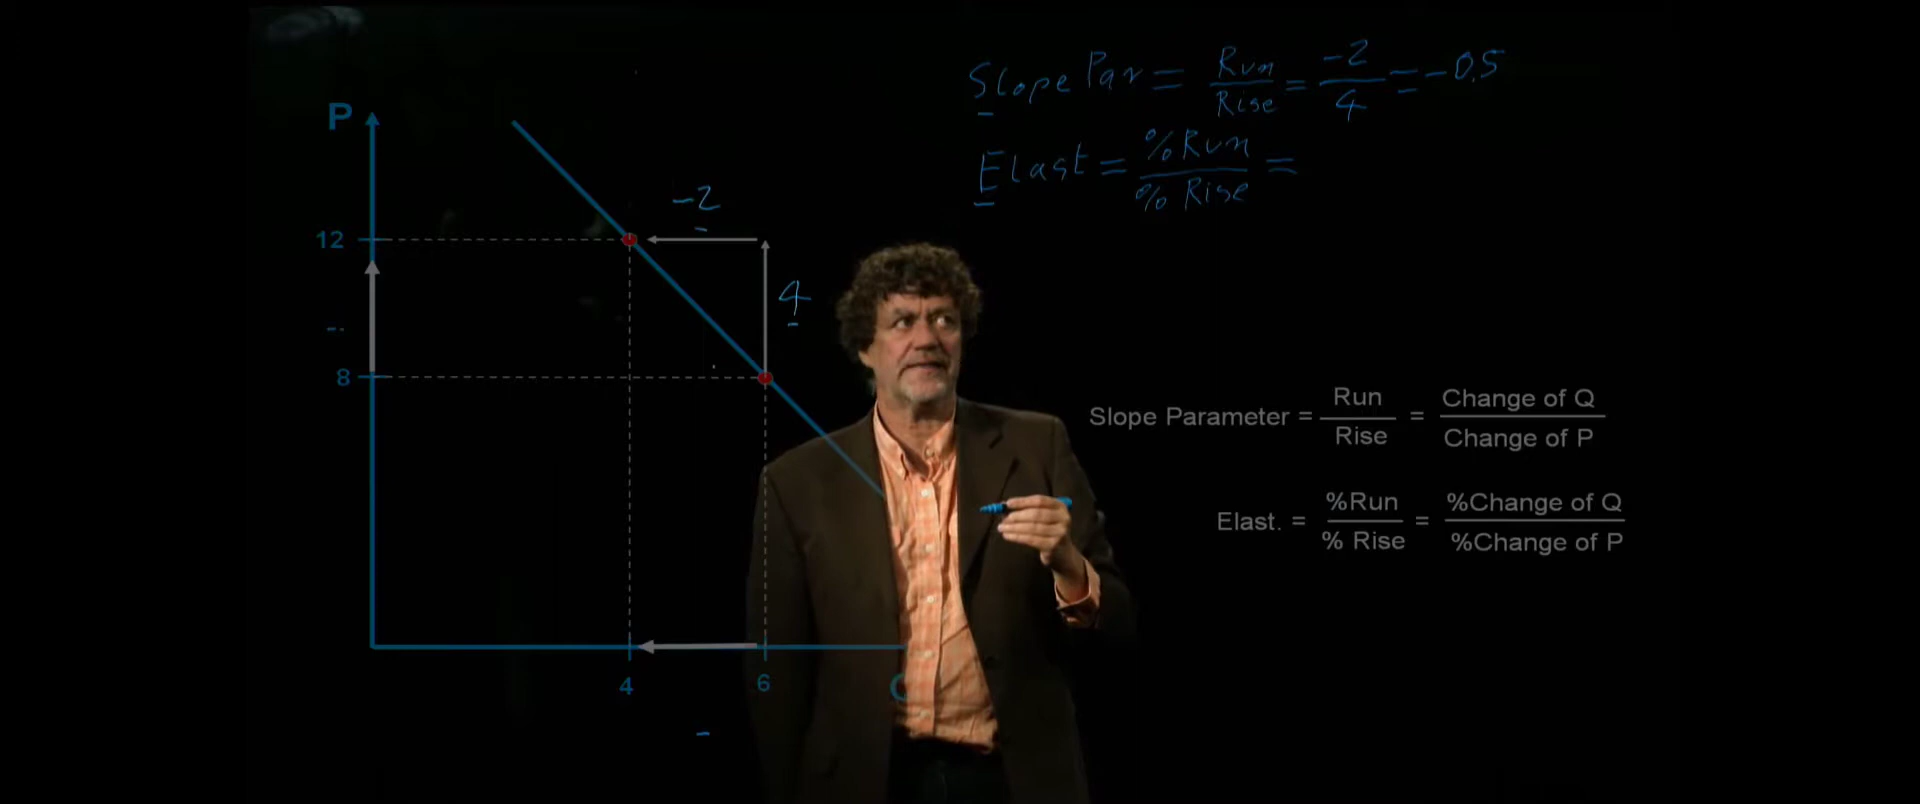 Slope Par = Run/Rise = -2/4 = -0.5
Elast = %Run/% Rise =
P
-2
12
4
8
Slope Parameter = Run/Rise = Change of Q/Change of P
Elast. = %Run/% Rise = %Change of Q/%Change of P
4 6